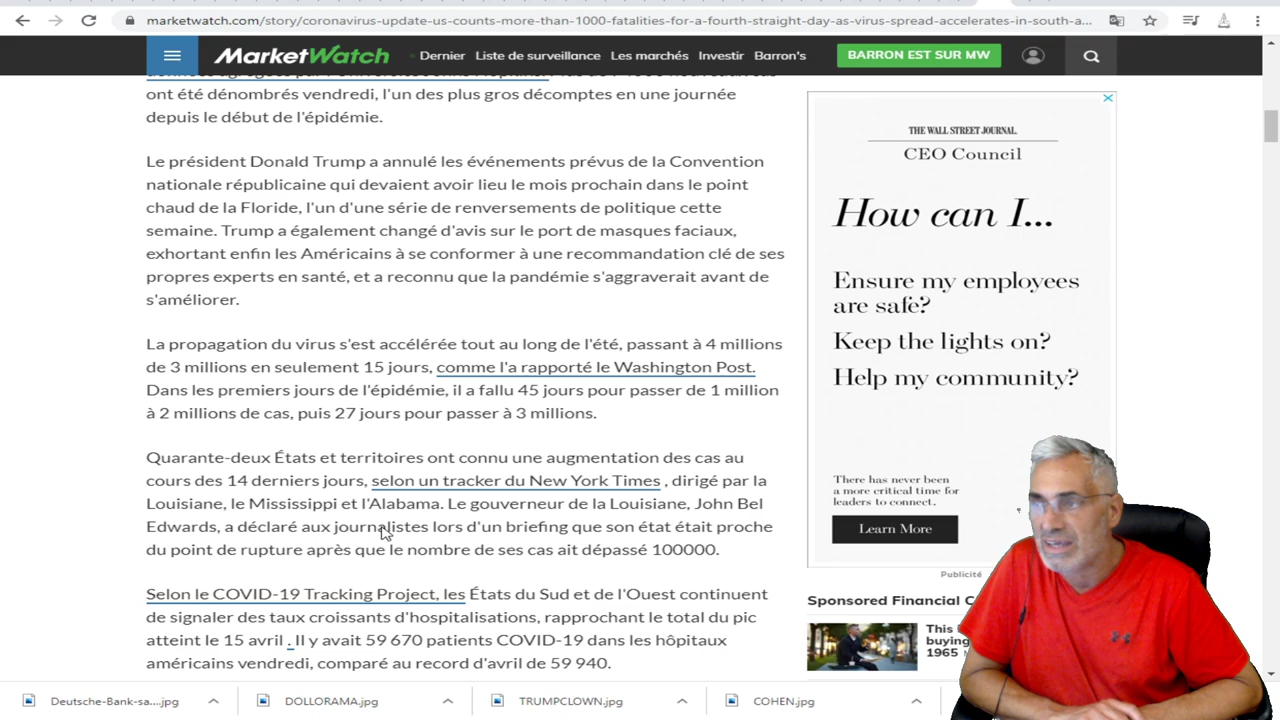 marketwatch.com/story/coronavirus-update-us-counts-more-than-1000-fatalities-for-a-fourth-straight-day-as-virus-spread-accelerates-in-south-a...
MarketWatch
Dernier Liste de surveillance Les marchés Investir Barron's
BARRON EST SUR MW
ont été dénombrés vendredi, l'un des plus gros décomptes en une journée
depuis le début de l'épidémie.
Le président Donald Trump a annulé les événements prévus de la Convention
nationale républicaine qui devaient avoir lieu le mois prochain dans le point
chaud de la Floride, l'un d'une série de renversements de politique cette
semaine. Trump a également changé d'avis sur le port de masques faciaux,
exhortant enfin les Américains à se conformer à une recommandation clé de ses
propres experts en santé, et a reconnu que la pandémie s'aggraverait avant de
s'améliorer.
La propagation du virus s'est accélérée tout au long de l'été, passant à 4 millions
de 3 millions en seulement 15 jours, comme l'a rapporté le Washington Post.
Dans les premiers jours de l'épidémie, il a fallu 45 jours pour passer de 1 million
à 2 millions de cas, puis 27 jours pour passer à 3 millions.
Quarante-deux États et territoires ont connu une augmentation des cas au
cours des 14 derniers jours, selon un tracker du New York Times , dirigé par la
Louisiane, le Mississippi et l'Alabama. Le gouverneur de la Louisiane, John Bel
Edwards, a déclaré aux journalistes lors d'un briefing que son état était proche
du point de rupture après que le nombre de ses cas ait dépassé 100000.
Selon le COVID-19 Tracking Project, les États du Sud et de l'Ouest continuent
de signaler des taux croissants d'hospitalisations, rapprochant le total du pic
atteint le 15 avril . Il y avait 59 670 patients COVID-19 dans les hôpitaux
américains vendredi, comparé au record d'avril de 59 940.
THE WALL STREET JOURNAL.
CEO Council
How can I...
Ensure my employees
are safe?
Keep the lights on?
Help my community?
There has never been
a more critical time for
leaders to connect.
Learn More
Publicité
Sponsored Financial
This
buying
1965
Deutsche-Bank-sa....jpg
DOLLORAMA.jpg
TRUMPCLOWN.jpg
COHEN.jpg